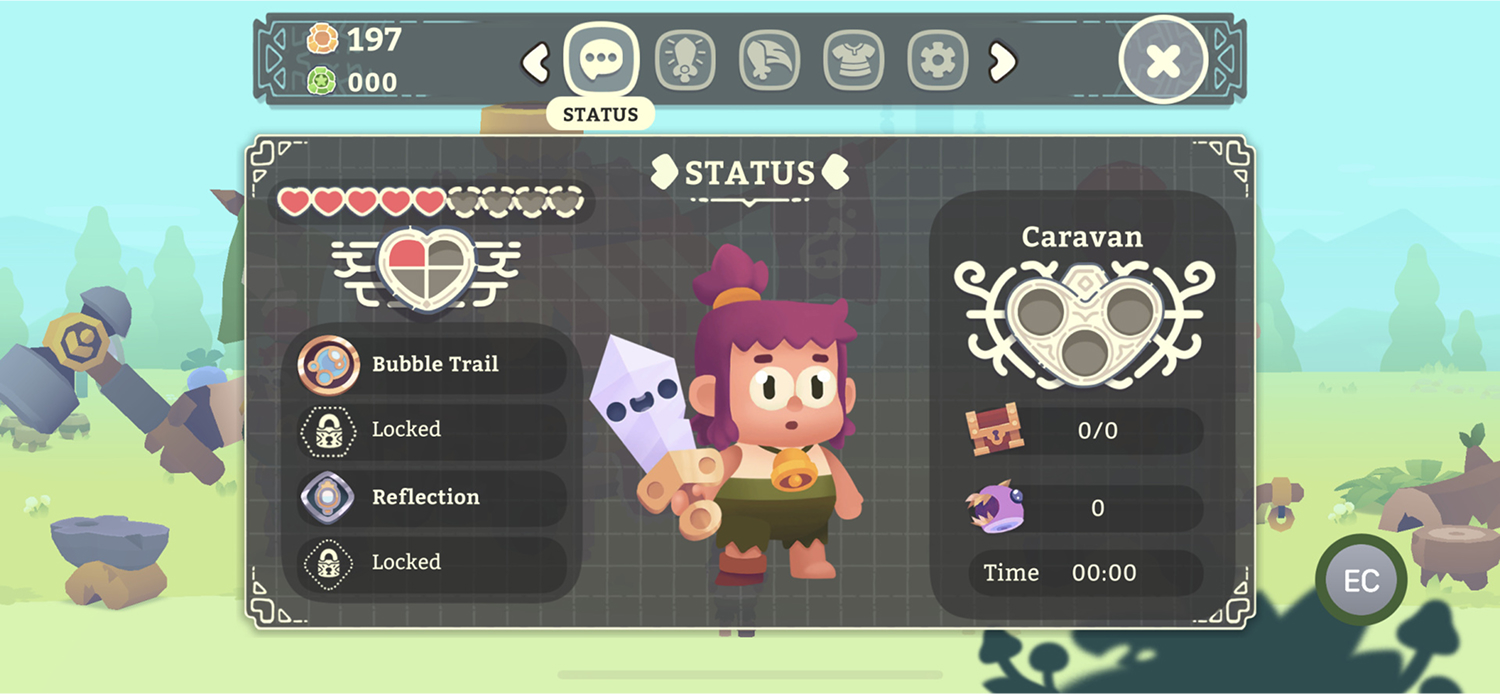 197
000
STATUS
STATUS
Bubble Trail
Locked
Reflection
Locked
Caravan
0/0
0
Time 00:00
EC